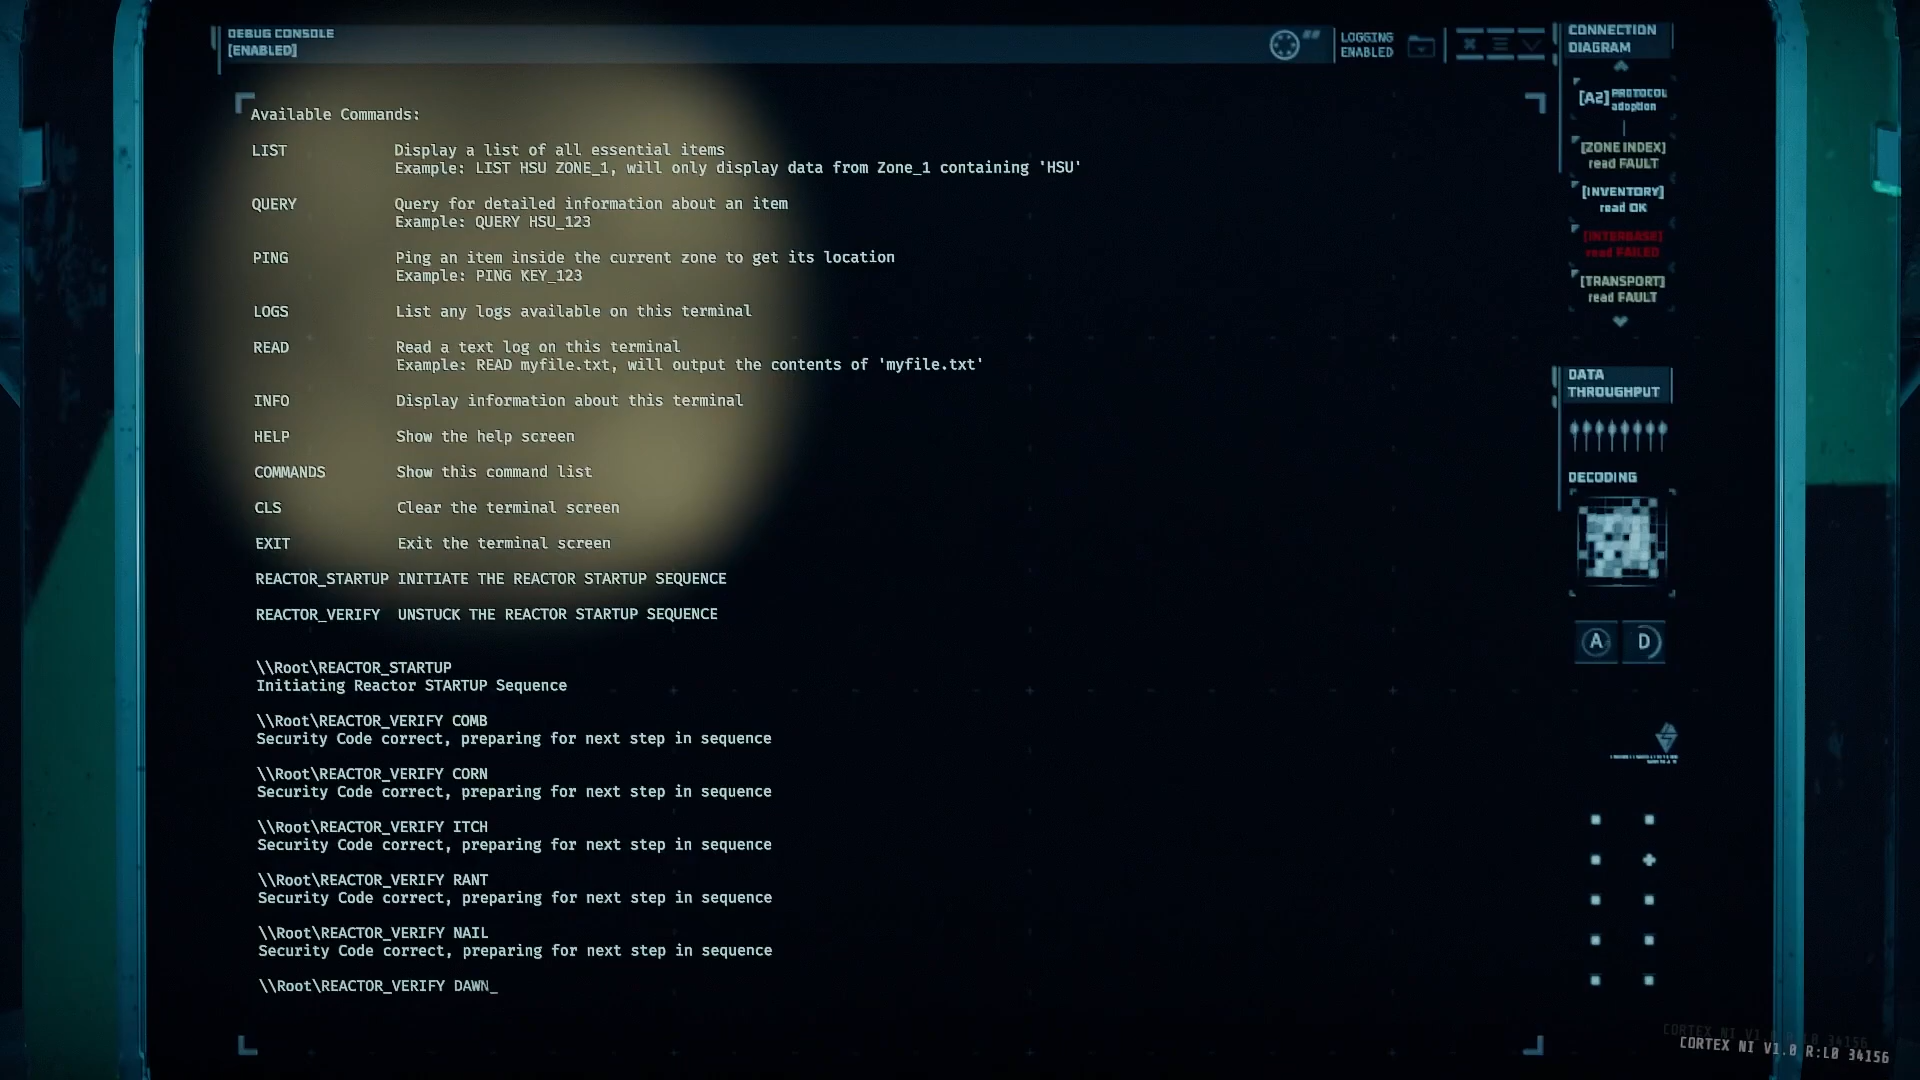 DEBUG CONSOLE
[ENABLED]
LOGGING
ENABLED
Available Commands:
LIST Display a list of all essential items
Example: LIST HSU ZONE_1, will only display data from Zone_1 containing 'HSU'
QUERY Query for detailed information about an item
Example: QUERY HSU_123
PING Ping an item inside the current zone to get its location
Example: PING KEY_123
LOGS List any logs available on this terminal
READ Read a text log on this terminal
Example: READ myfile.txt, will output the contents of 'myfile.txt'
INFO Display information about this terminal
HELP Show the help screen
COMMANDS Show this command list
CLS Clear the terminal screen
EXIT Exit the terminal screen
REACTOR_STARTUP INITIATE THE REACTOR STARTUP SEQUENCE
REACTOR_VERIFY UNSTUCK THE REACTOR STARTUP SEQUENCE
\\Root\REACTOR_STARTUP
Initiating Reactor STARTUP Sequence
\\Root\REACTOR_VERIFY COMB
Security Code correct, preparing for next step in sequence
\\Root\REACTOR_VERIFY CORN
Security Code correct, preparing for next step in sequence
\\Root\REACTOR_VERIFY ITCH
Security Code correct, preparing for next step in sequence
\\Root\REACTOR_VERIFY RANT
Security Code correct, preparing for next step in sequence
\\Root\REACTOR_VERIFY NAIL
Security Code correct, preparing for next step in sequence
\\Root\REACTOR_VERIFY DAWN_
CONNECTION
DIAGRAM
[A2] PROTOCOL
adoption
[ZONE INDEX]
read FAULT
[INVENTORY]
read OK
[INTERBASE]
read FAILED
[TRANSPORT]
read FAULT
DATA
THROUGHPUT
DECODING
A D
CORTEX NI V1.0 R:L0 34156